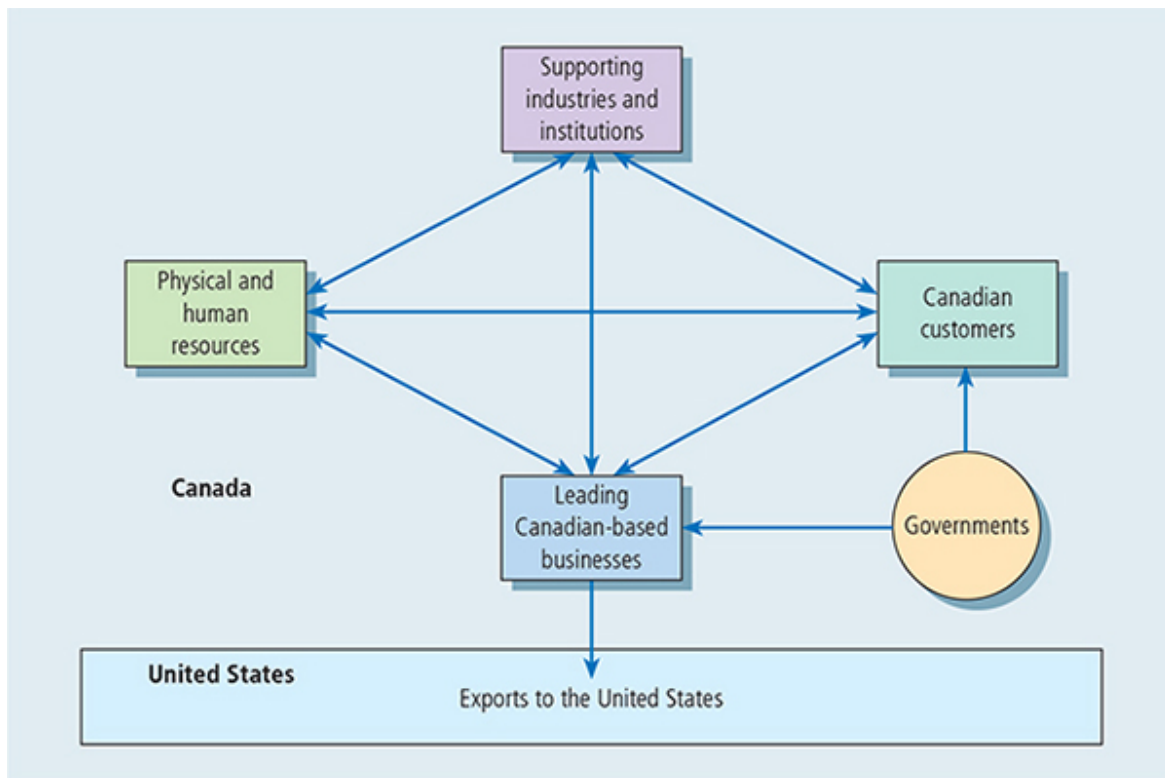 Supporting
industries and
institutions
Physical and
human
resources
Canadian
customers
Canada
Leading
Canadian-based
businesses
Governments
United States
Exports to the United States